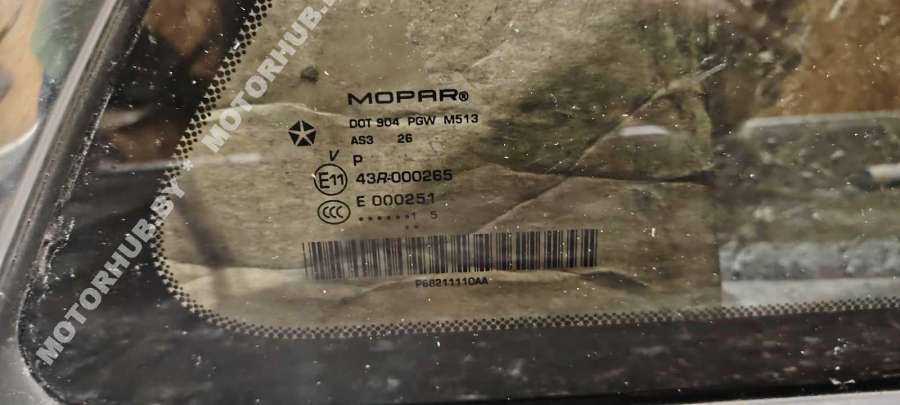 MOPAR®
DOT 904 PGW M513
AS3 26
V P
E11 43R-000265
CCC E 000251
••••••1 5
••
P68211110AA
MOTORHUB.BY - MOTORHUB.BY